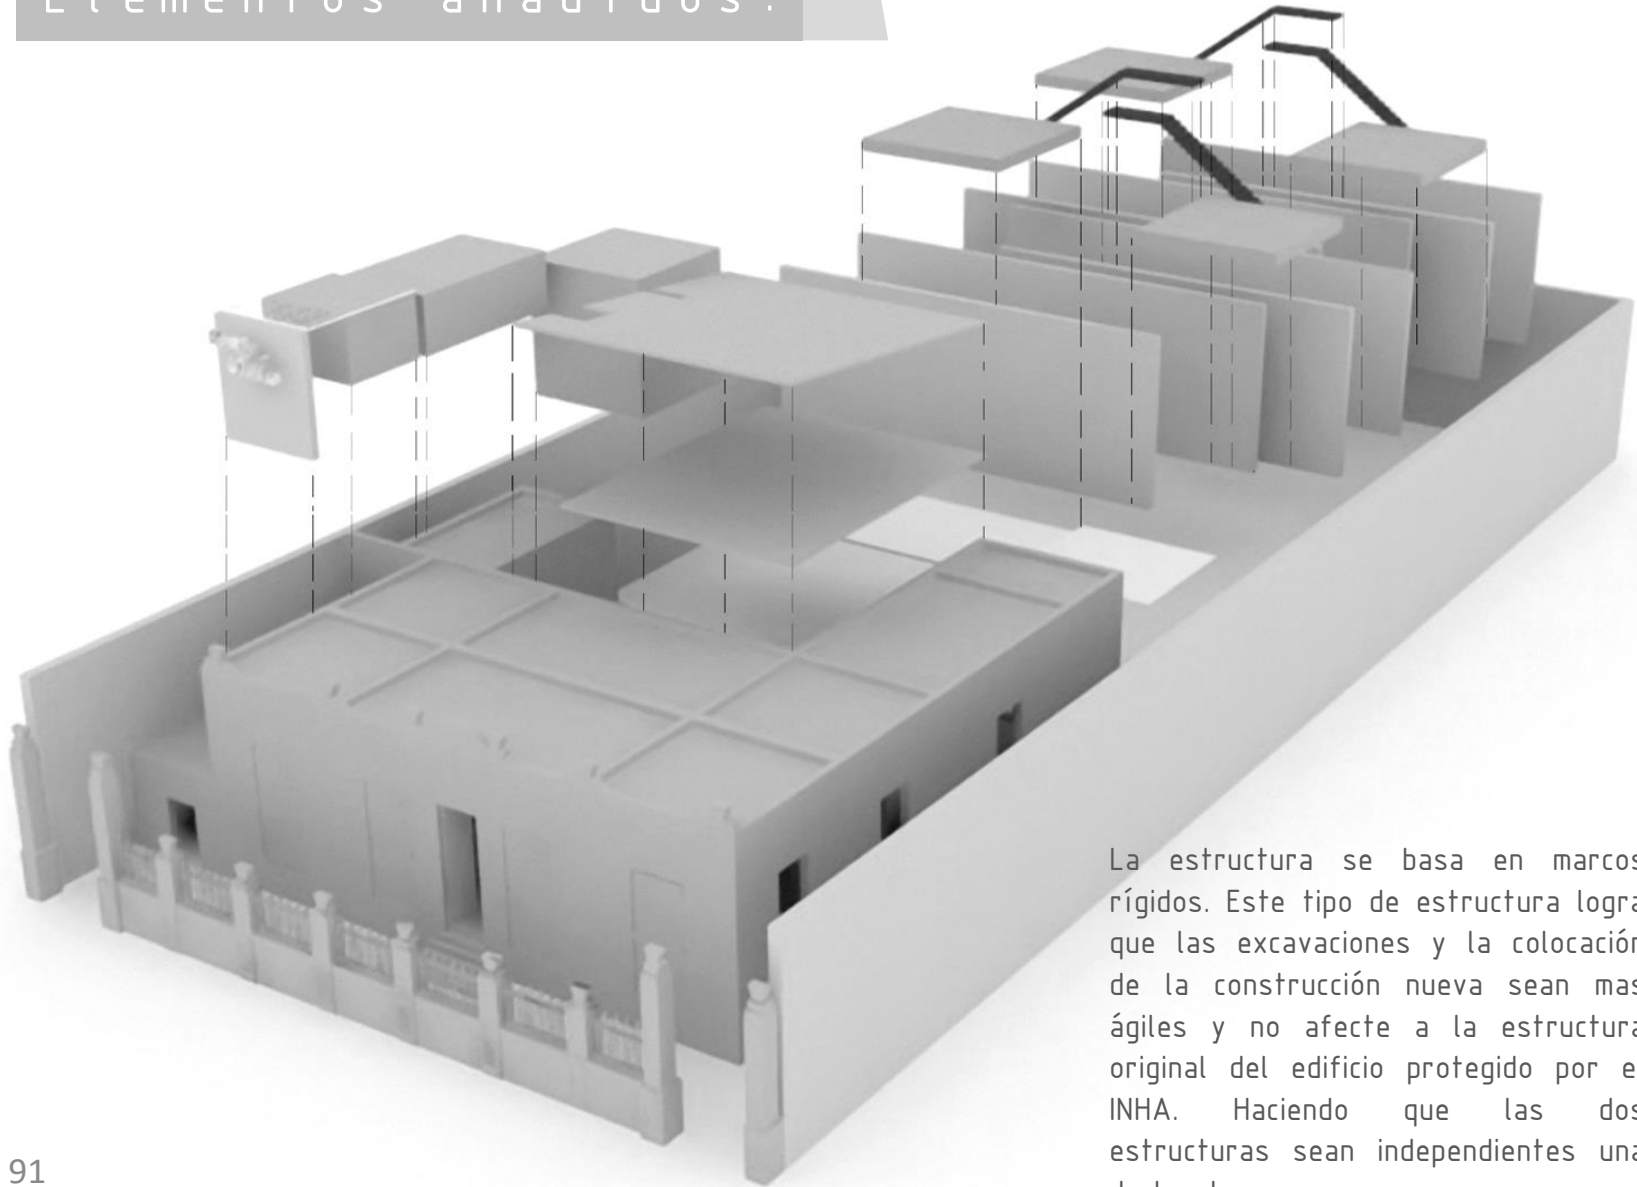 Elementos añadidos.
La estructura se basa en marcos
rígidos. Este tipo de estructura logra
que las excavaciones y la colocación
de la construcción nueva sean mas
ágiles y no afecte a la estructura
original del edificio protegido por el
INHA. Haciendo que las dos
estructuras sean independientes una
91